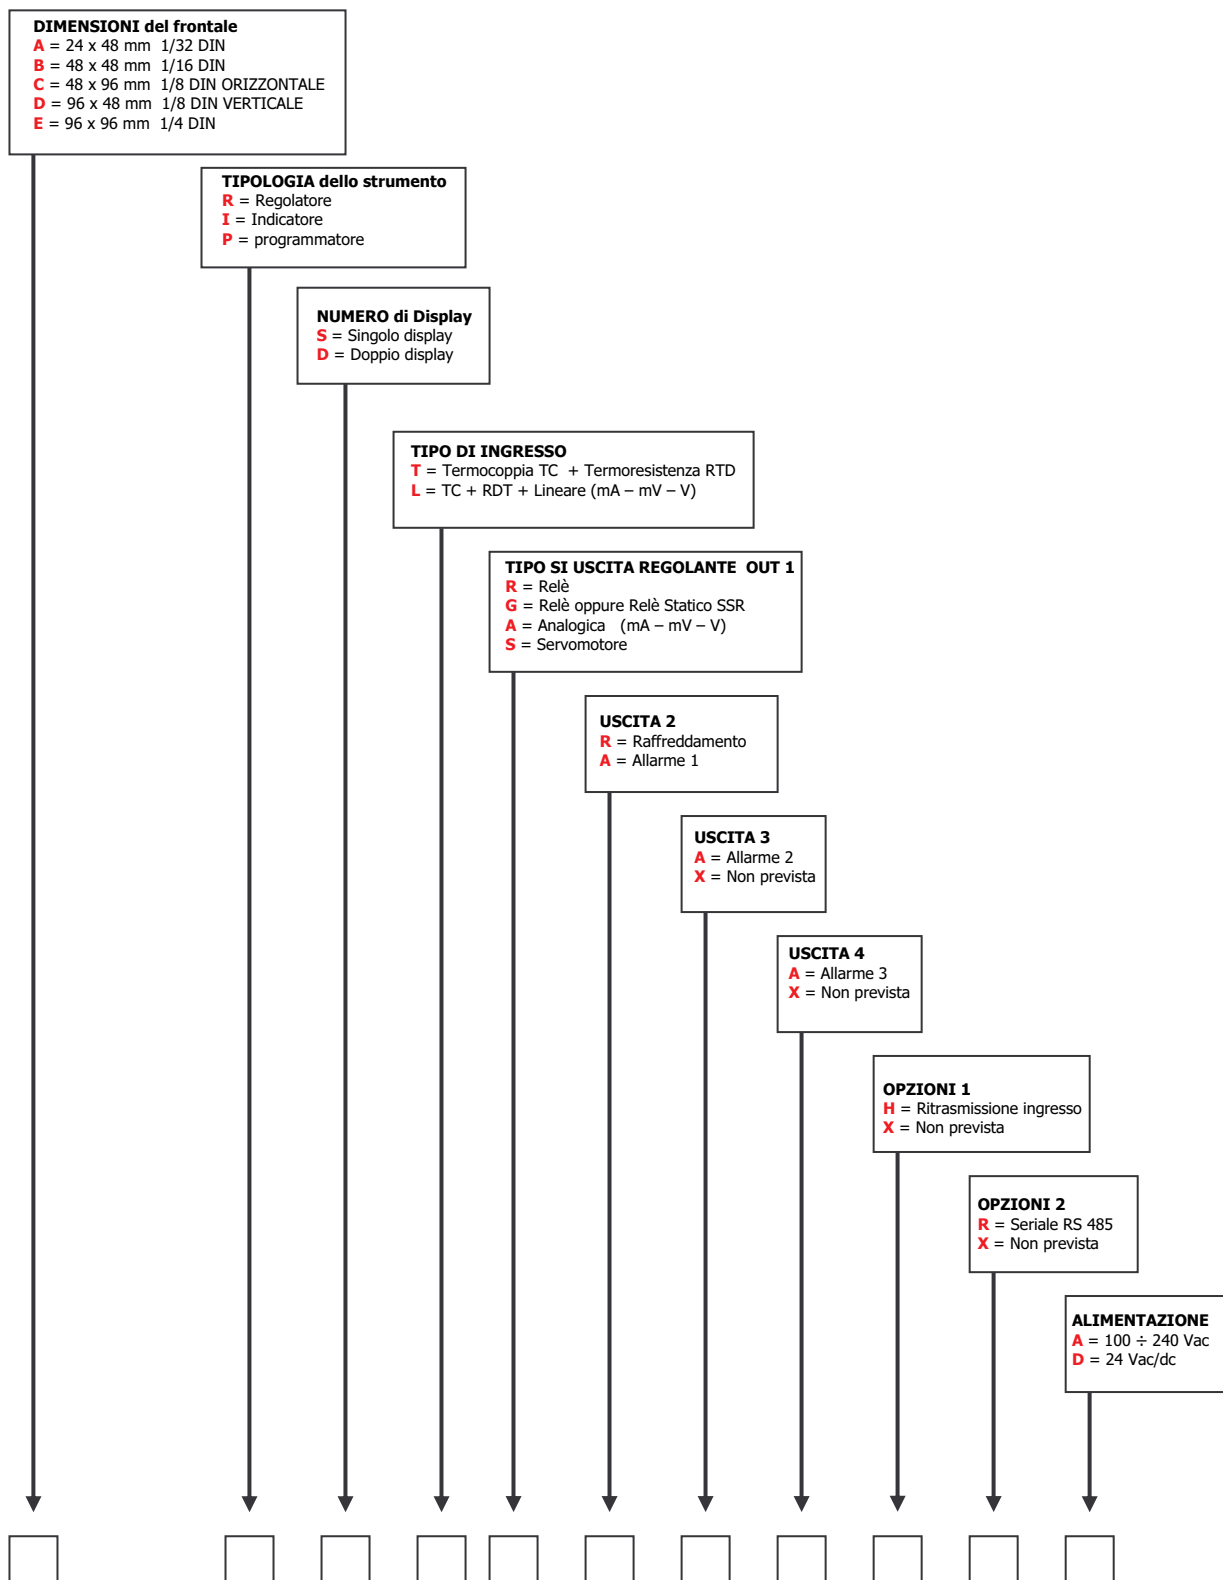 DIMENSIONI del frontale
A = 24 x 48 mm 1/32 DIN
B = 48 x 48 mm 1/16 DIN
C = 48 x 96 mm 1/8 DIN ORIZZONTALE
D = 96 x 48 mm 1/8 DIN VERTICALE
E = 96 x 96 mm 1/4 DIN
TIPOLOGIA dello strumento
R = Regolatore
I = Indicatore
P = programmatore
NUMERO di Display
S = Singolo display
D = Doppio display
TIPO DI INGRESSO
T = Termocoppia TC + Termoresistenza RTD
L = TC + RDT + Lineare (mA – mV – V)
TIPO SI USCITA REGOLANTE OUT 1
R = Relè
G = Relè oppure Relè Statico SSR
A = Analogica (mA – mV – V)
S = Servomotore
USCITA 2
R = Raffreddamento
A = Allarme 1
USCITA 3
A = Allarme 2
X = Non prevista
USCITA 4
A = Allarme 3
X = Non prevista
OPZIONI 1
H = Ritrasmissione ingresso
X = Non prevista
OPZIONI 2
R = Seriale RS 485
X = Non prevista
ALIMENTAZIONE
A = 100 ÷ 240 Vac
D = 24 Vac/dc